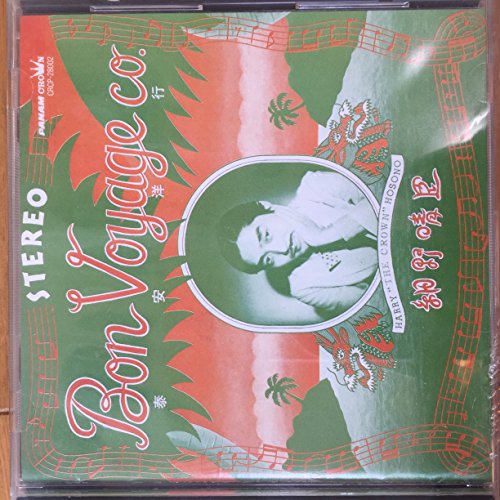 PANAM CROWN
CRCP-28002
STEREO
Bon Voyage co.
泰安洋行
HARRY "THE CROWN" HOSONO
細野晴臣